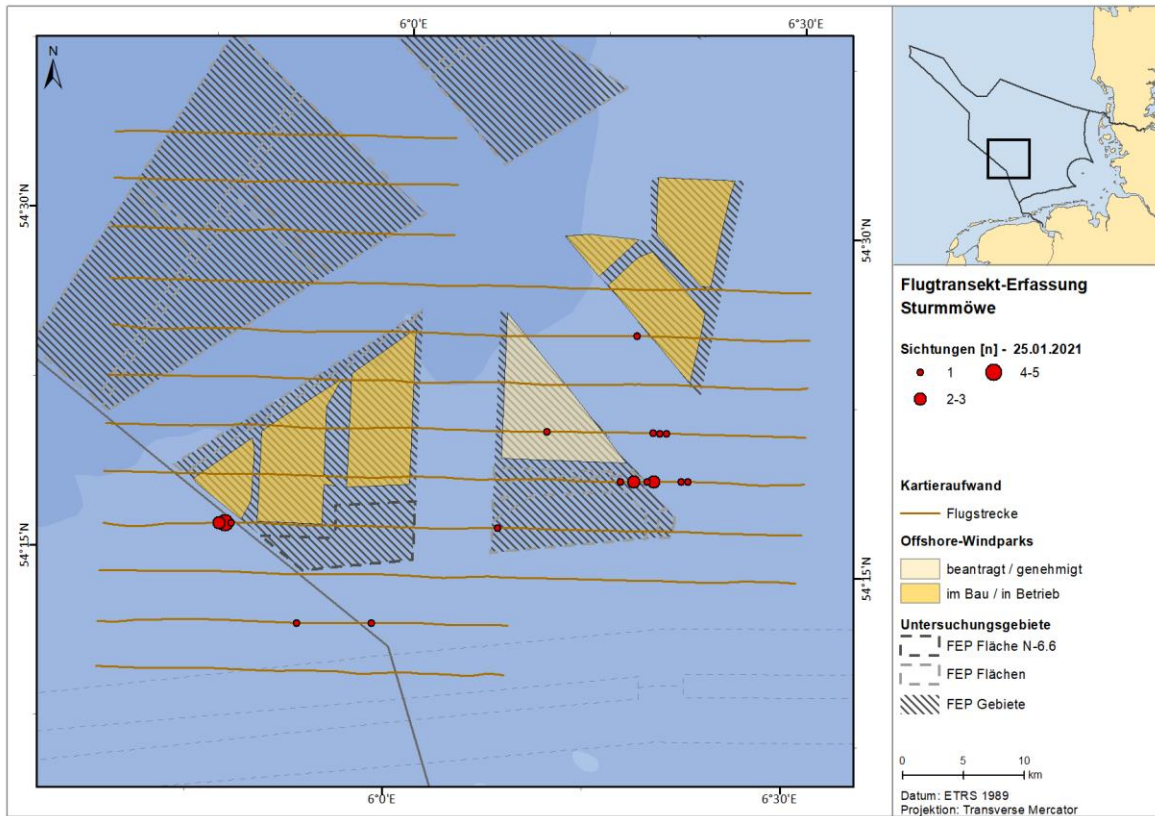 6°0'E
6°30'E
N
54°30'N
54°30'N
54°15'N
54°15'N
6°0'E
6°30'E
Flugtransekt-Erfassung
Sturmmöwe
Sichtungen [n] - 25.01.2021
1
4-5
2-3
Kartieraufwand
Flugstrecke
Offshore-Windparks
beantragt / genehmigt
im Bau / in Betrieb
Untersuchungsgebiete
FEP Fläche N-6.6
FEP Flächen
FEP Gebiete
0 5 10
km
Datum: ETRS 1989
Projektion: Transverse Mercator